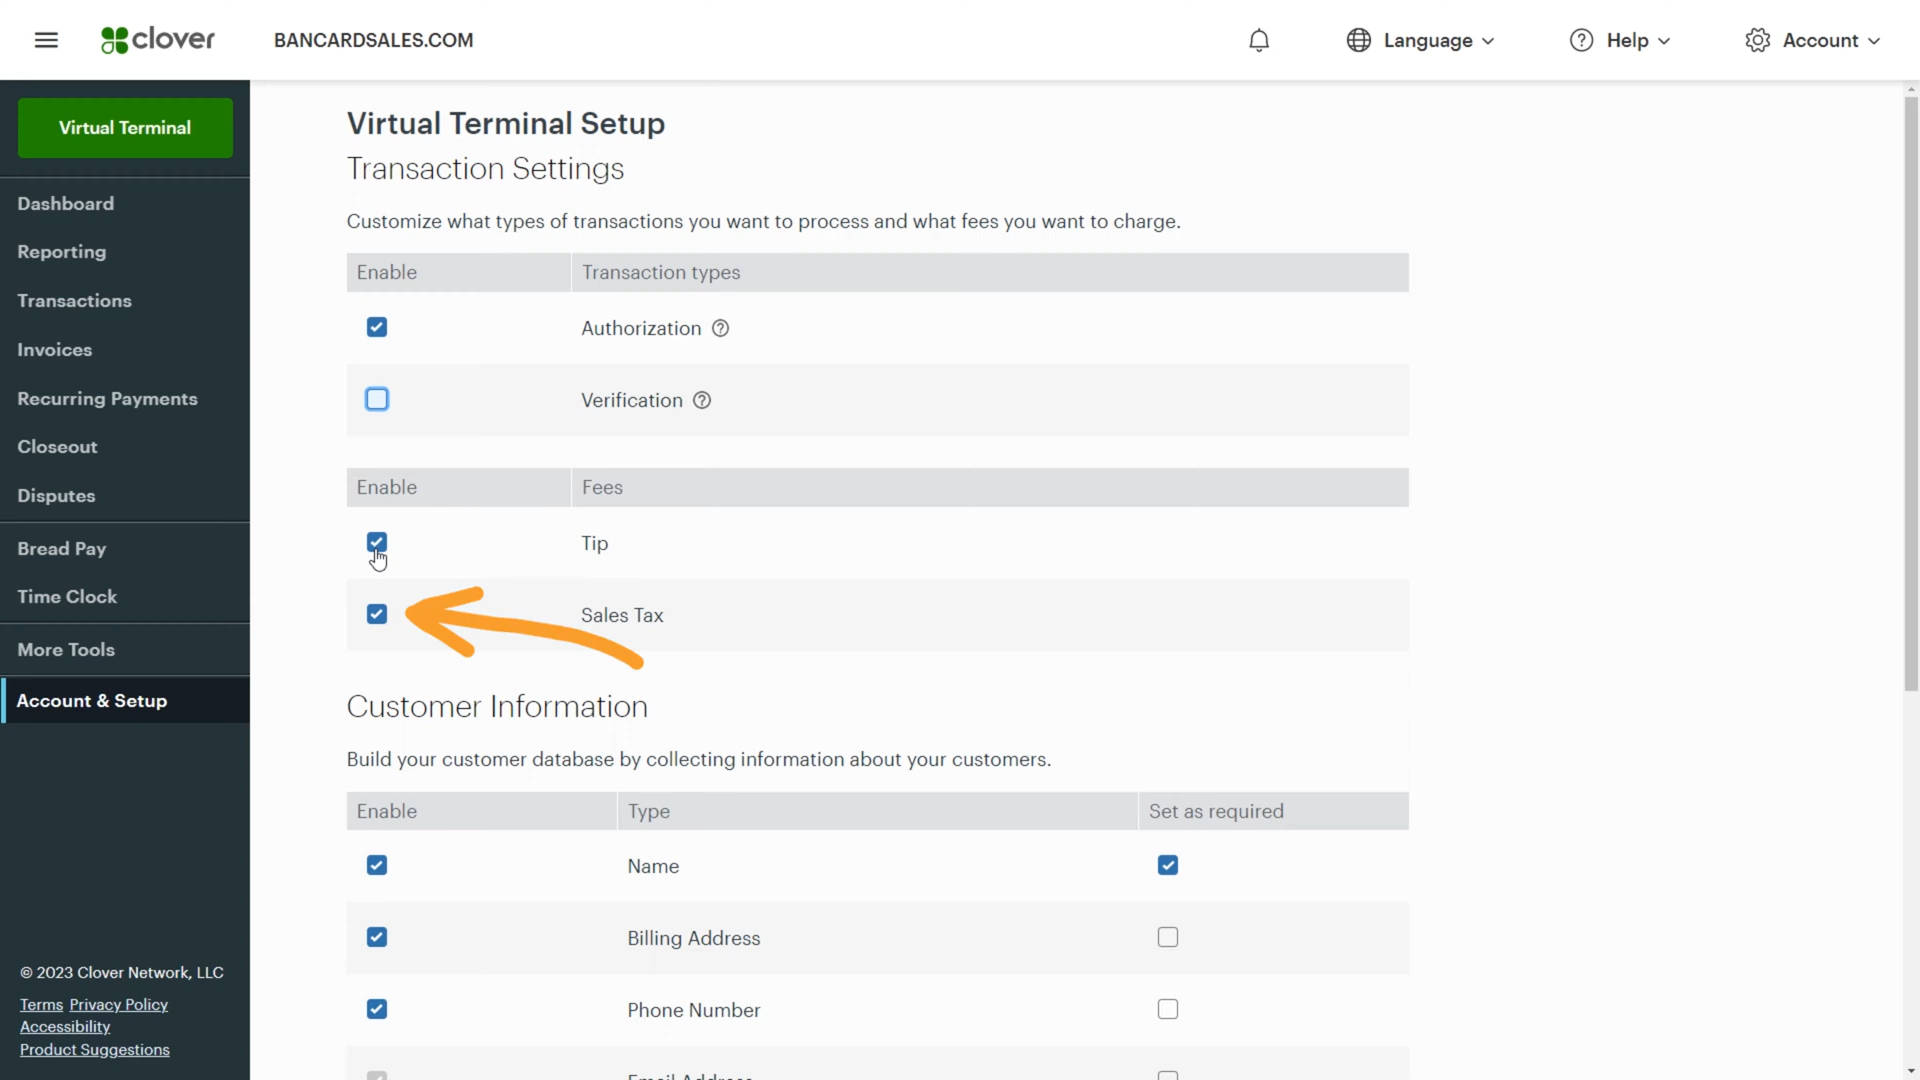 clover
BANCARDSALES.COM
Language
Help
Account
Virtual Terminal
Dashboard
Reporting
Transactions
Invoices
Recurring Payments
Closeout
Disputes
Bread Pay
Time Clock
More Tools
Account & Setup
© 2023 Clover Network, LLC
Terms Privacy Policy
Accessibility
Product Suggestions
Virtual Terminal Setup
Transaction Settings
Customize what types of transactions you want to process and what fees you want to charge.
Enable Transaction types
Authorization ?
Verification ?
Enable Fees
Tip
Sales Tax
Customer Information
Build your customer database by collecting information about your customers.
Enable Type Set as required
Name
Billing Address
Phone Number
Email Address